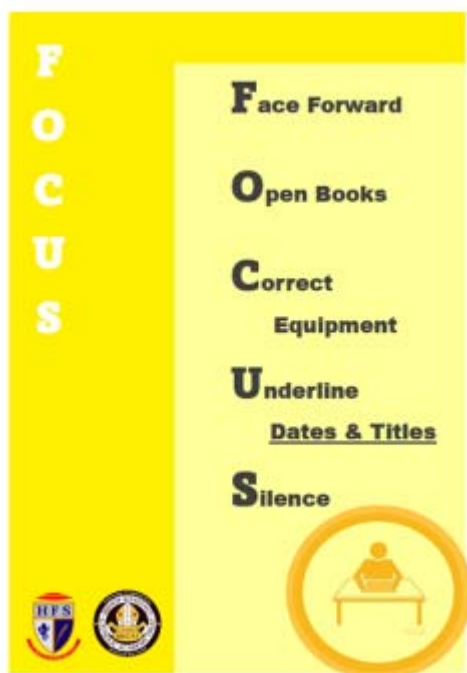 F
O
C
U
S
Face Forward
Open Books
Correct
Equipment
Underline
Dates & Titles
Silence
HFS